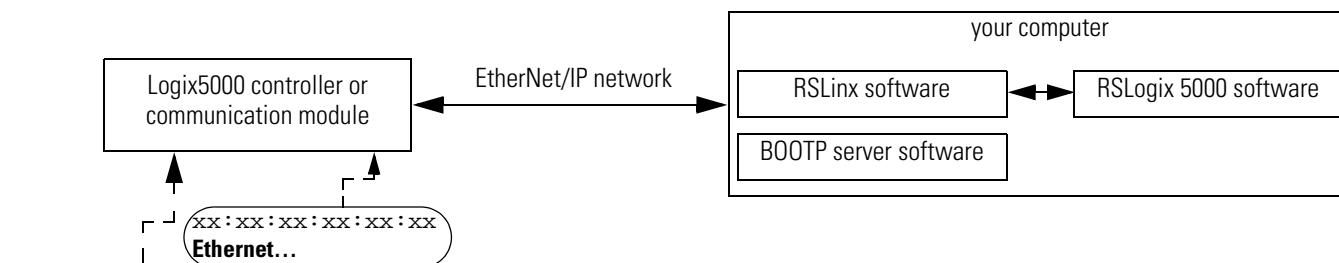 your computer
Logix5000 controller or
communication module
EtherNet/IP network
RSLinx software
RSLogix 5000 software
BOOTP server software
xx:xx:xx:xx:xx:xx
Ethernet...